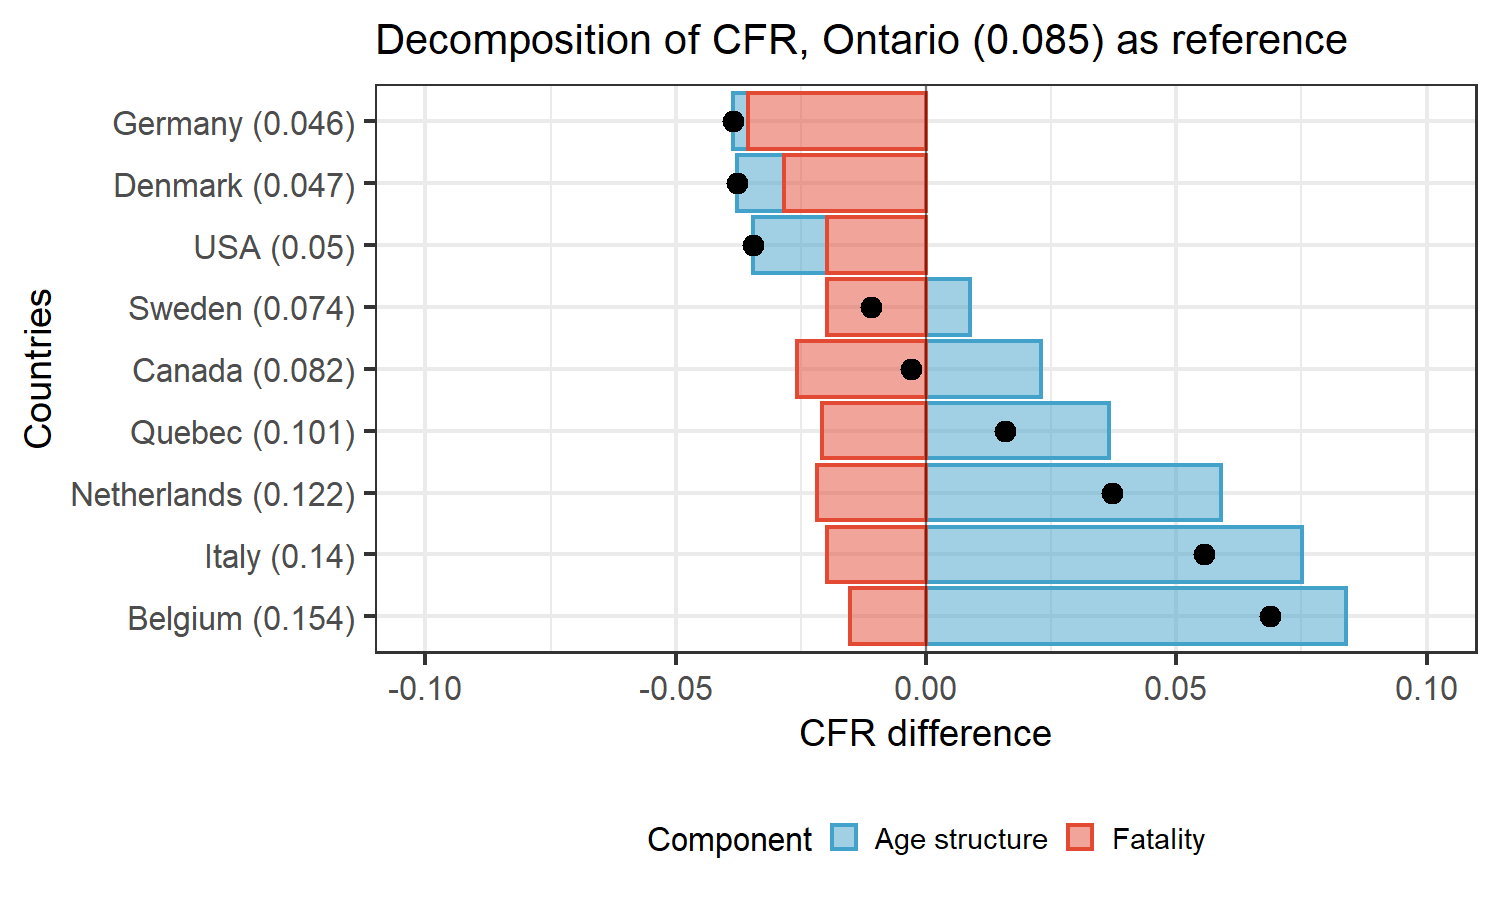 Decomposition of CFR, Ontario (0.085) as reference
Countries
Germany (0.046)
Denmark (0.047)
USA (0.05)
Sweden (0.074)
Canada (0.082)
Quebec (0.101)
Netherlands (0.122)
Italy (0.14)
Belgium (0.154)
-0.10 -0.05 0.00 0.05 0.10
CFR difference
Component Age structure Fatality